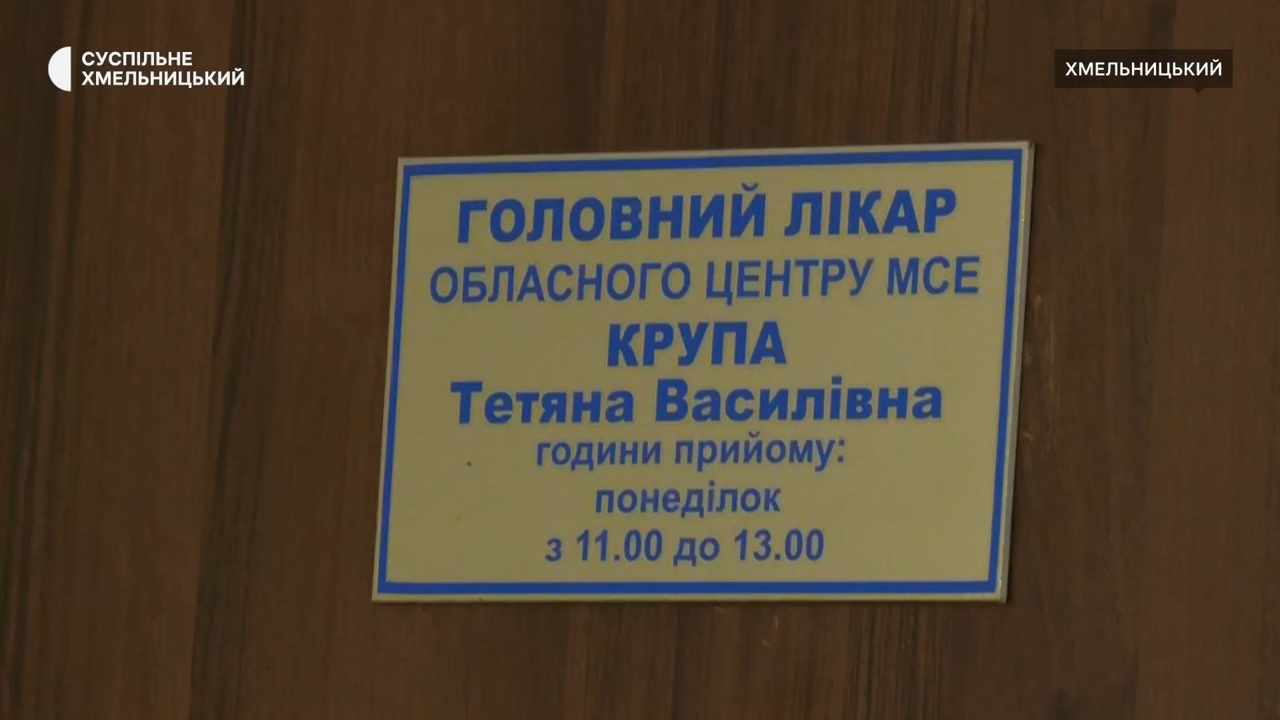 СУСПІЛЬНЕ
ХМЕЛЬНИЦЬКИЙ
ХМЕЛЬНИЦЬКИЙ
ГОЛОВНИЙ ЛІКАР
ОБЛАСНОГО ЦЕНТРУ МСЕ
КРУПА
Тетяна Василівна
години прийому:
понеділок
з 11.00 до 13.00